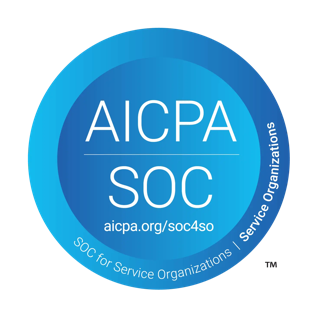 AICPA
SOC
aicpa.org/soc4so
SOC for Service Organizations | Service Organizations
TM